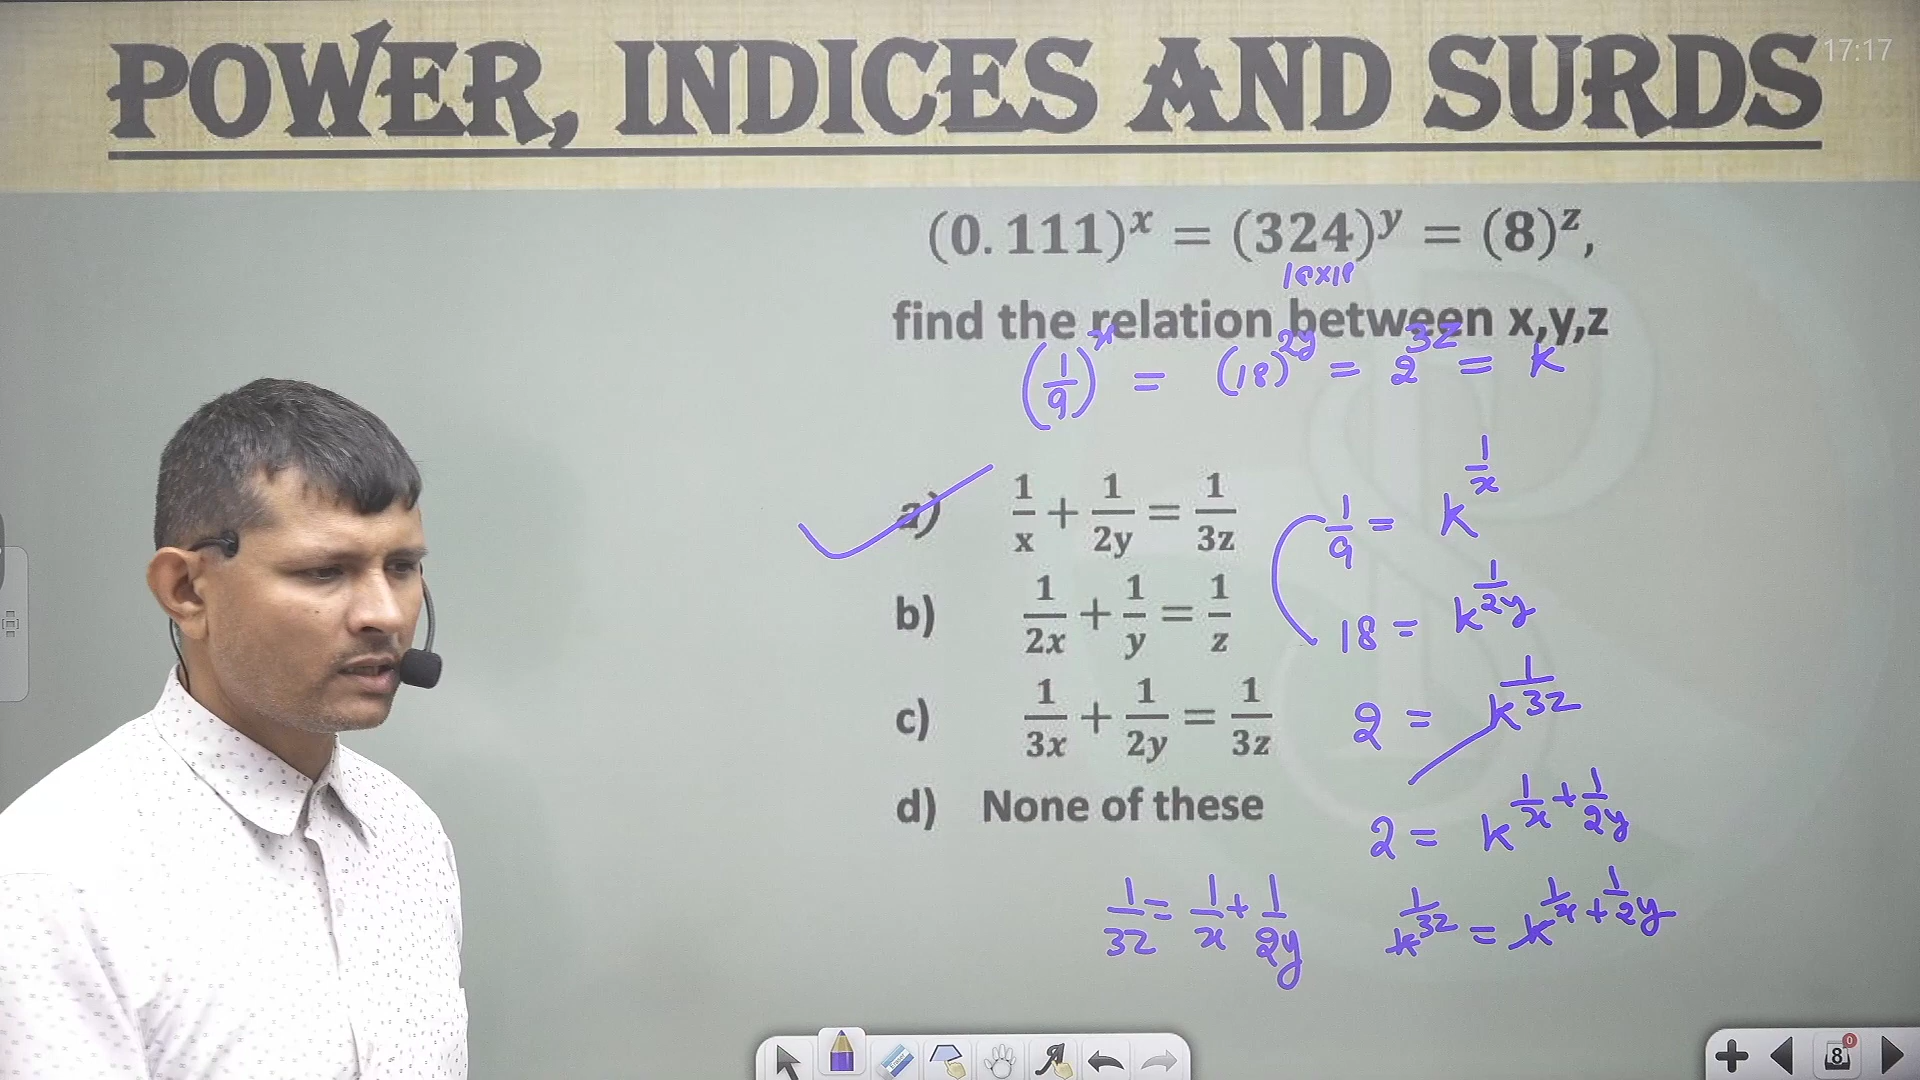 POWER, INDICES AND SURDS
17:17
(0.111)^x = (324)^y = (8)^z,
18×18
find the relation between x,y,z
(1/9)^x = (18)^2y = 2^3z = k
a) 1/x + 1/2y = 1/3z
1/9 = k^1/x
b) 1/2x + 1/y = 1/z
18 = k^1/2y
c) 1/3x + 1/2y = 1/3z
2 = k^1/3z
d) None of these
2 = k^1/x + 1/2y
1/3z = 1/x + 1/2y
k^1/3z = k^1/x + 1/2y
Eraser
8
0